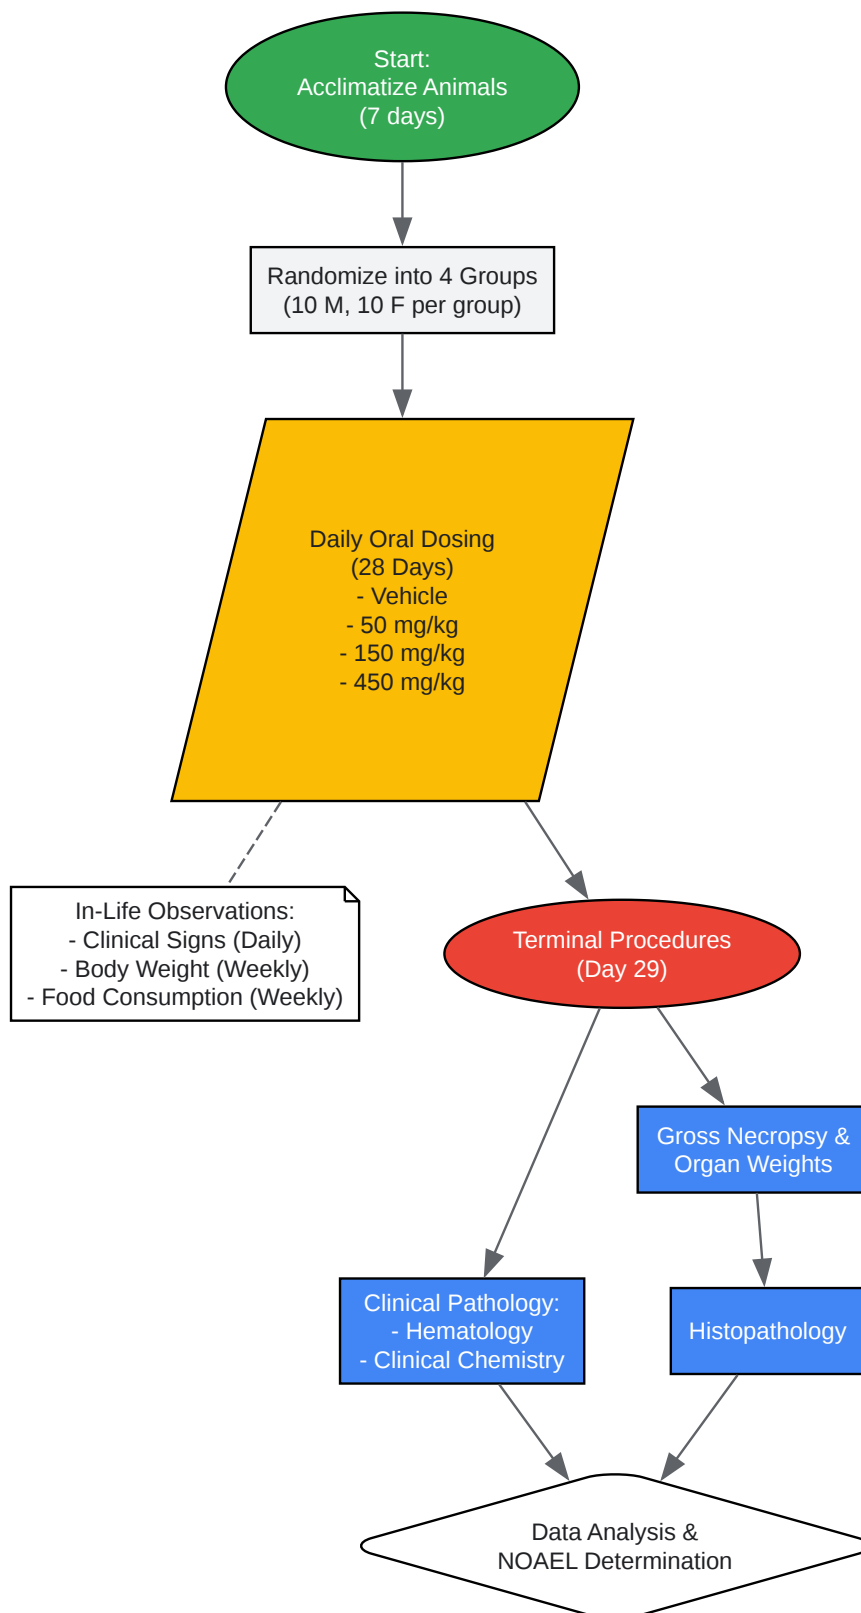 Start:
Acclimatize Animals
(7 days)
Randomize into 4 Groups
(10 M, 10 F per group)
Daily Oral Dosing
(28 Days)
- Vehicle
- 50 mg/kg
- 150 mg/kg
- 450 mg/kg
In-Life Observations:
- Clinical Signs (Daily)
- Body Weight (Weekly)
- Food Consumption (Weekly)
Terminal Procedures
(Day 29)
Gross Necropsy &
Organ Weights
Clinical Pathology:
- Hematology
- Clinical Chemistry
Histopathology
Data Analysis &
NOAEL Determination